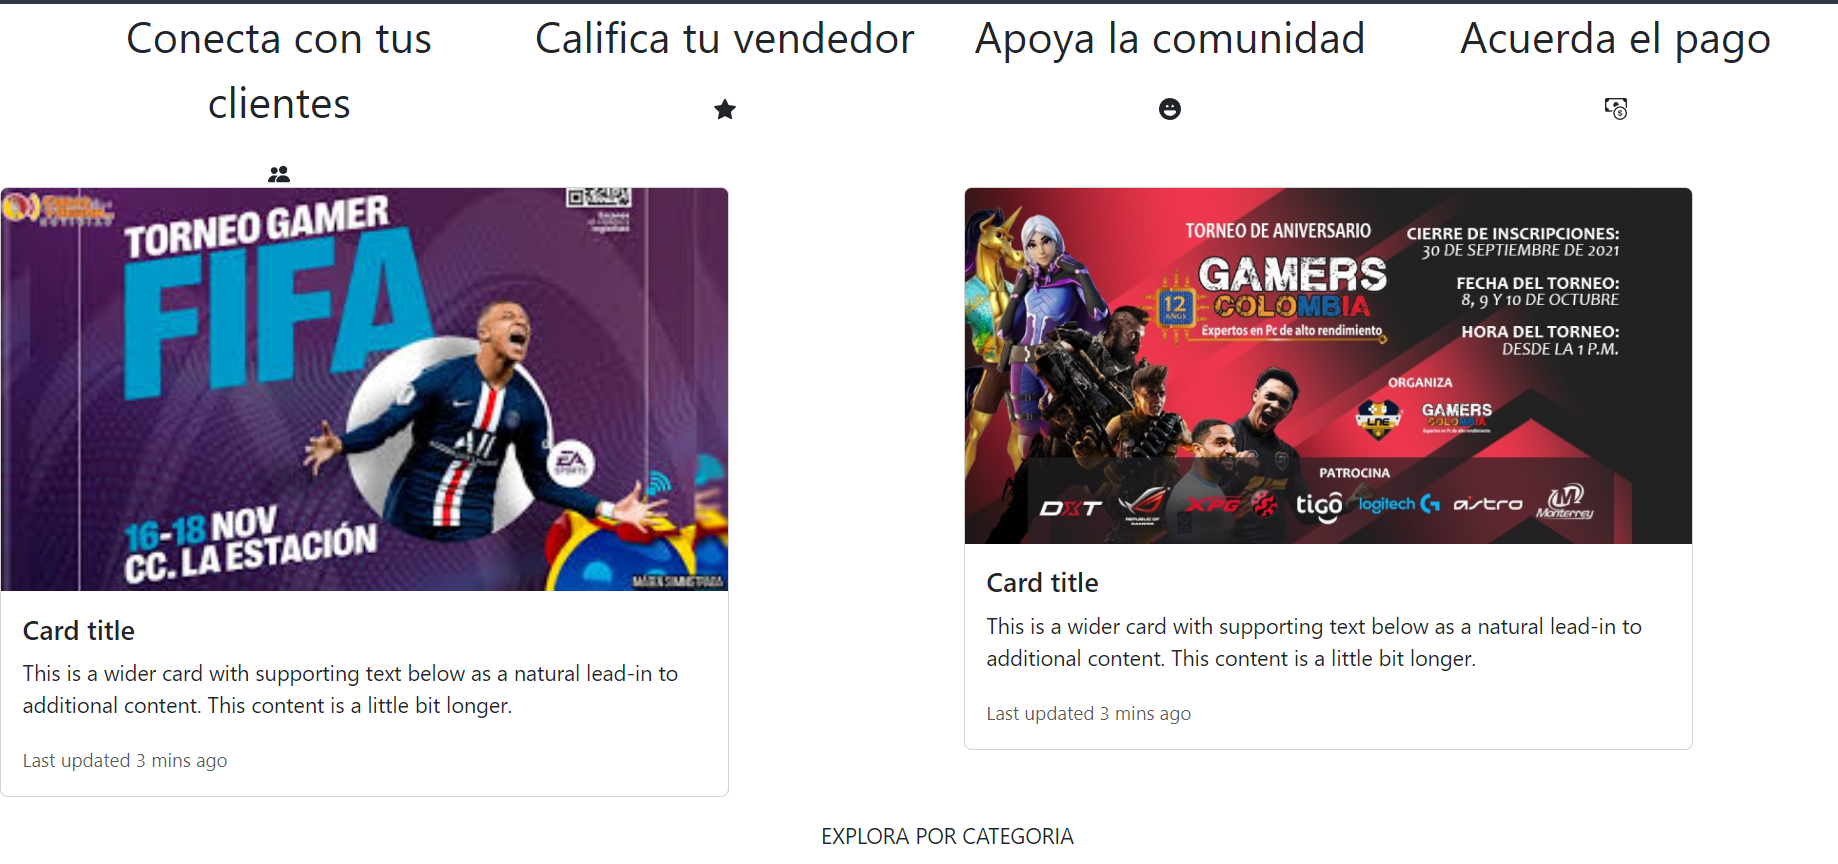 Conecta con tus
clientes
Califica tu vendedor
Apoya la comunidad
Acuerda el pago
TORNEO GAMER
FIFA
EA
SPORTS
16-18 NOV
CC. LA ESTACIÓN
Card title
This is a wider card with supporting text below as a natural lead-in to
additional content. This content is a little bit longer.
Last updated 3 mins ago
TORNEO DE ANIVERSARIO
GAMERS
COLOMBIA
12
AÑOS
Expertos en Pc de alto rendimiento
CIERRE DE INSCRIPCIONES:
30 DE SEPTIEMBRE DE 2021
FECHA DEL TORNEO:
8, 9 Y 10 DE OCTUBRE
HORA DEL TORNEO:
DESDE LA 1 P.M.
ORGANIZA
LNE
GAMERS
COLOMBIA
PATROCINA
DXT
REPUBLIC OF
GAMERS
XPG
tigo
logitech G
astro
Monterrey
Card title
This is a wider card with supporting text below as a natural lead-in to
additional content. This content is a little bit longer.
Last updated 3 mins ago
EXPLORA POR CATEGORIA